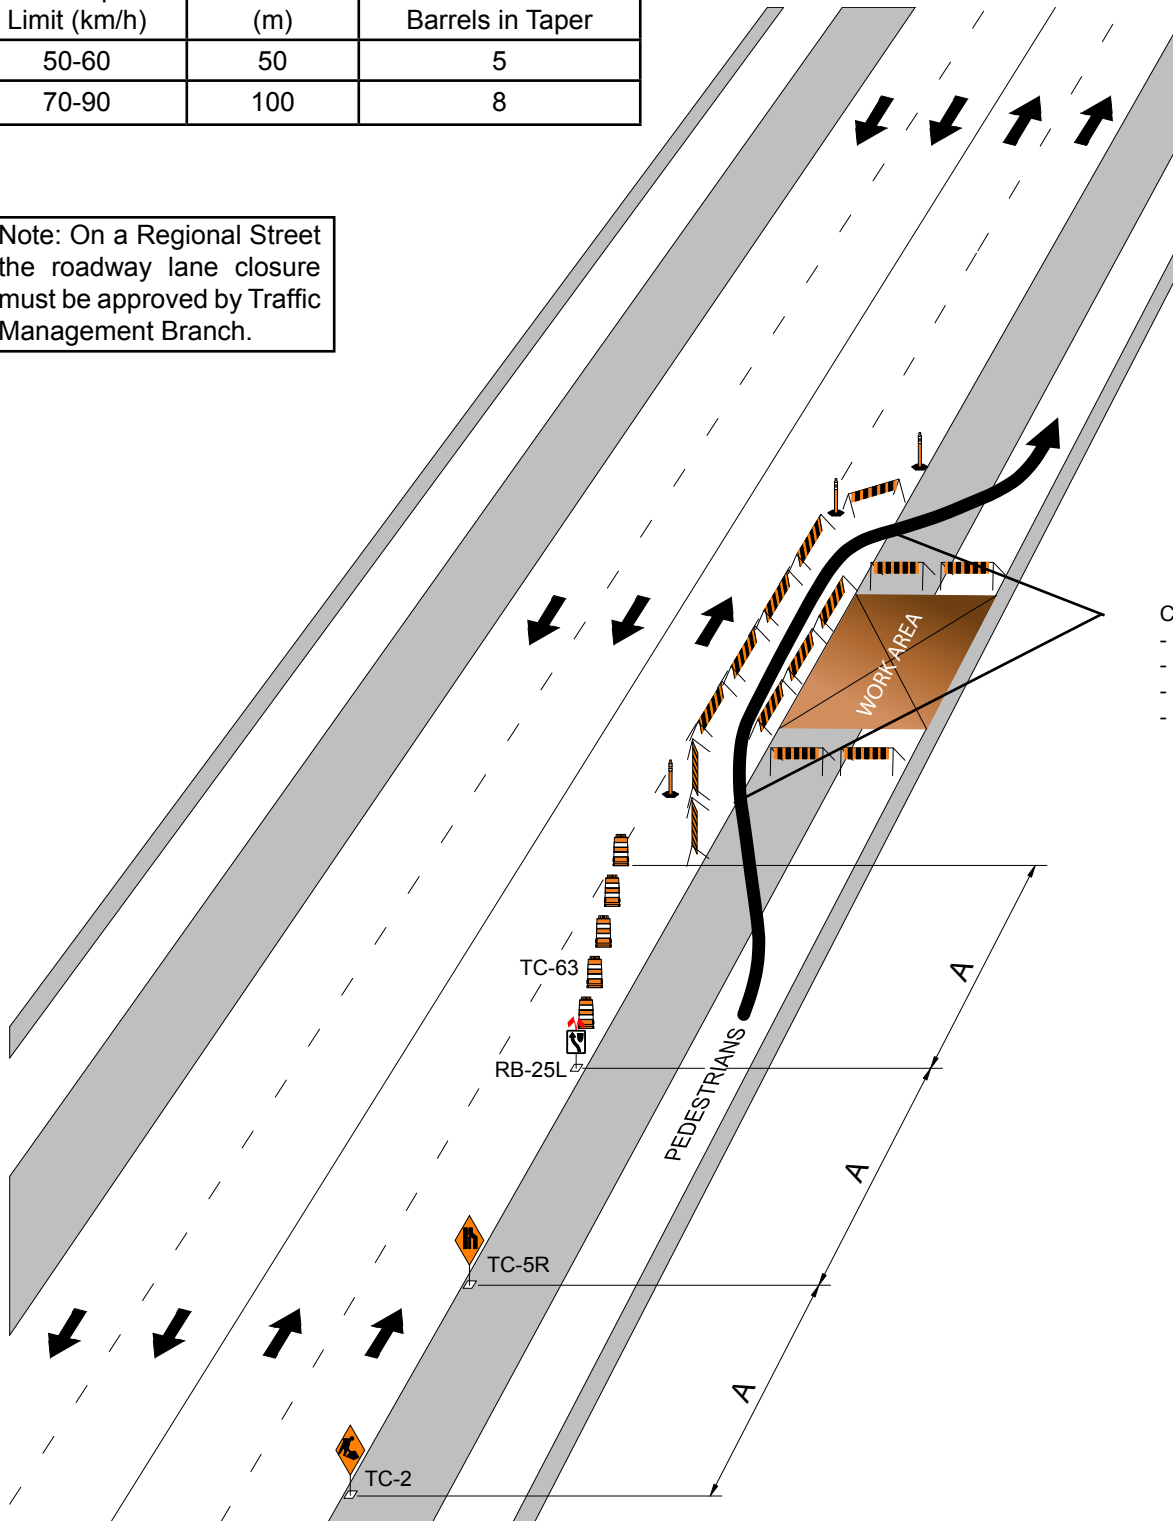 Limit (km/h) (m) Barrels in Taper
50-60 50 5
70-90 100 8
Note: On a Regional Street
the roadway lane closure
must be approved by Traffic
Management Branch.
WORK AREA
C
-
-
-
-
TC-63
A
RB-25L
PEDESTRIANS
A
TC-5R
A
TC-2